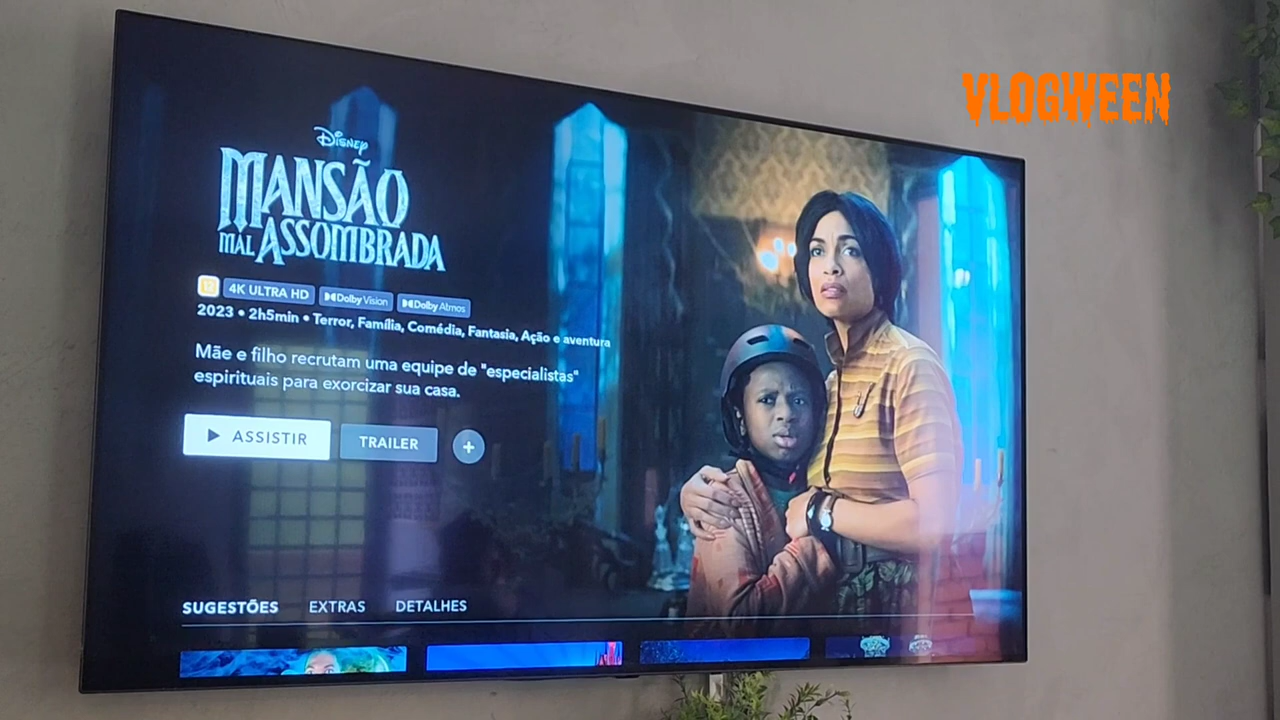 VLOGWEEN
Disney
MANSÃO
MAL ASSOMBRADA
12 4K ULTRA HD Dolby Vision Dolby Atmos
2023 • 2h5min • Terror, Família, Comédia, Fantasia, Ação e aventura
Mãe e filho recrutam uma equipe de "especialistas"
espirituais para exorcizar sua casa.
ASSISTIR TRAILER +
SUGESTÕES EXTRAS DETALHES